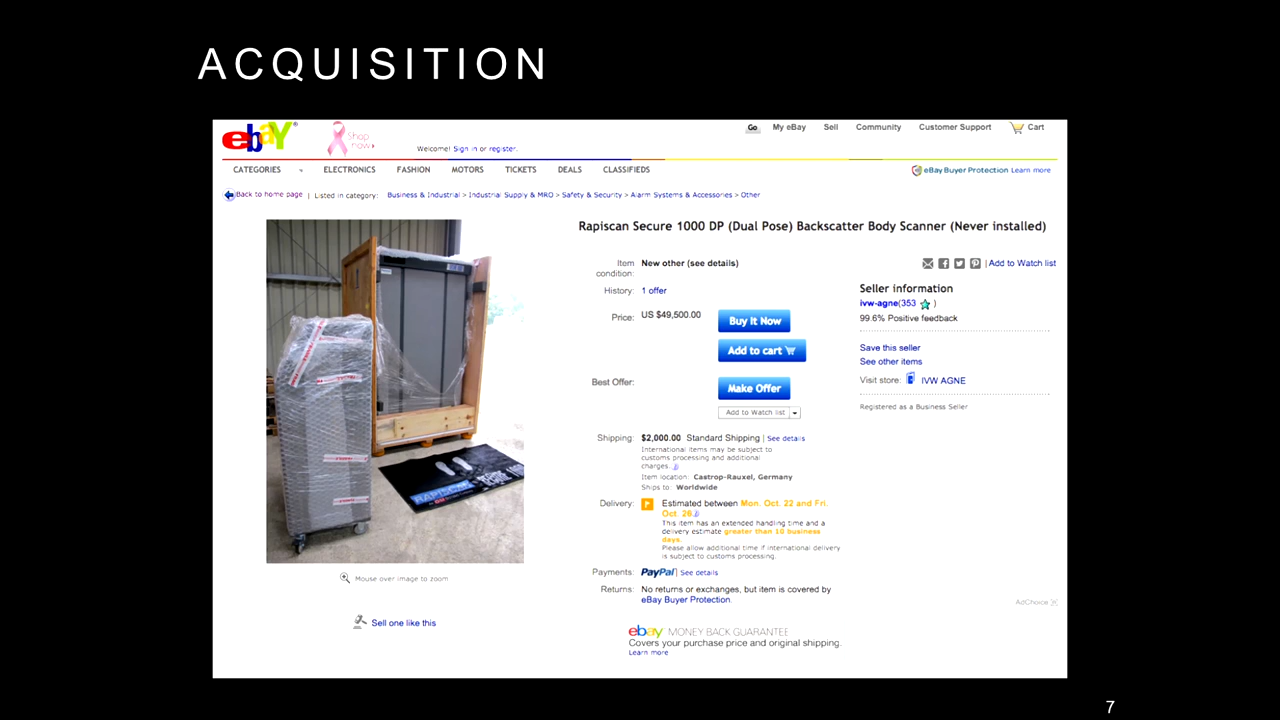 ACQUISITION
ebaY®
Shop now›
Welcome! Sign in or register.
Go My eBay Sell Community Customer Support Cart
CATEGORIES ELECTRONICS FASHION MOTORS TICKETS DEALS CLASSIFIEDS
eBay Buyer Protection Learn more
Back to home page | Listed in category: Business & Industrial > Industrial Supply & MRO > Safety & Security > Alarm Systems & Accessories > Other
Rapiscan Secure 1000 DP (Dual Pose) Backscatter Body Scanner (Never installed)
Item condition: New other (see details)
| Add to Watch list
History: 1 offer
Price: US $49,500.00
Buy It Now
Add to cart
Best Offer:
Make Offer
Add to Watch list
Seller information
ivw-agne(353 )
99.6% Positive feedback
Save this seller
See other items
Visit store: IVW AGNE
Registered as a Business Seller
Shipping: $2,000.00 Standard Shipping | See details
International items may be subject to
customs processing and additional
charges.
Item location: Castrop-Rauxel, Germany
Ships to: Worldwide
Delivery: Estimated between Mon. Oct. 22 and Fri.
Oct. 26
This item has an extended handling time and a
delivery estimate greater than 10 business
days.
Please allow additional time if international delivery
is subject to customs processing.
Payments: PayPal | See details
Returns: No returns or exchanges, but item is covered by
eBay Buyer Protection.
AdChoice
Mouse over image to zoom
Sell one like this
ebay MONEY BACK GUARANTEE
Covers your purchase price and original shipping.
Learn more
7